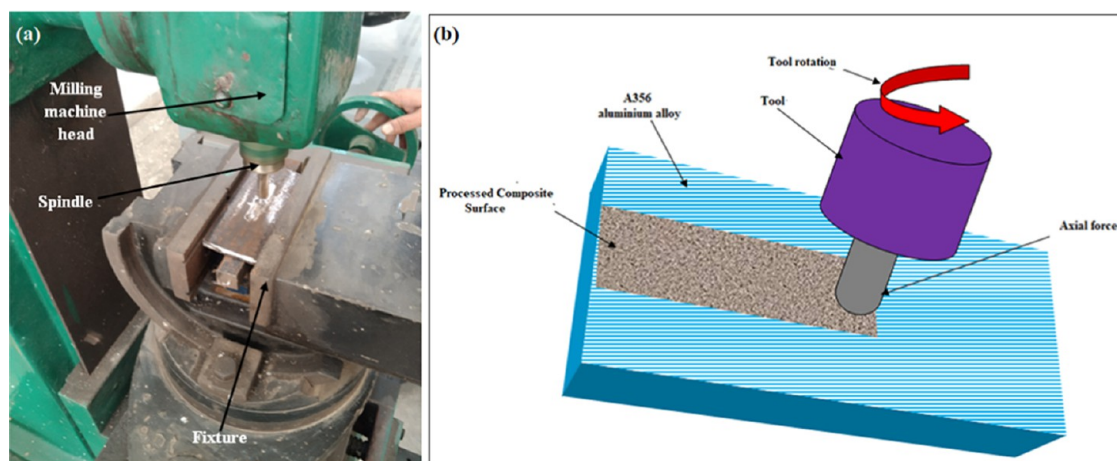 (a)
Milling
machine
head
Spindle
Fixture
(b)
Tool rotation
A356
aluminium alloy
Tool
Processed Composite
Surface
Axial force